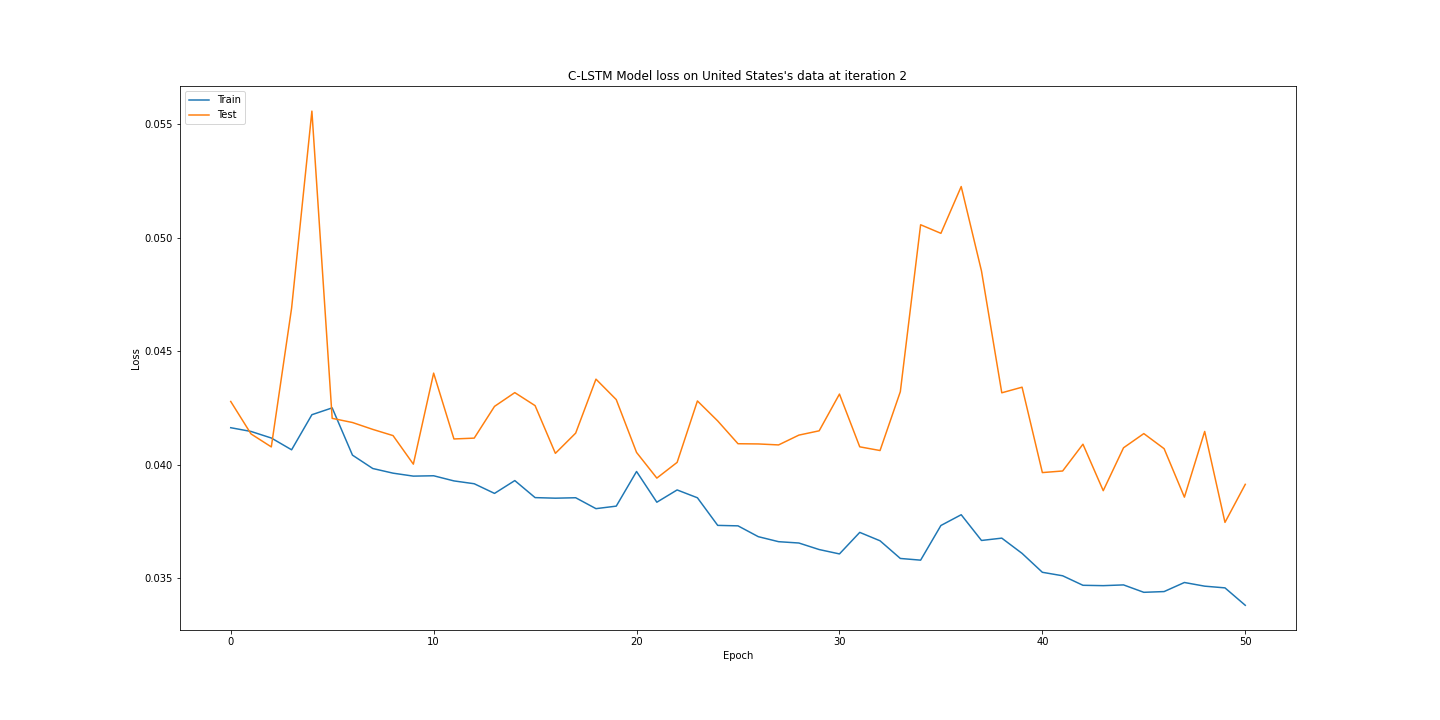 C-LSTM Model loss on United States's data at iteration 2
Train
Test
0.055
0.050
0.045
0.040
0.035
Loss
0 10 20 30 40 50
Epoch